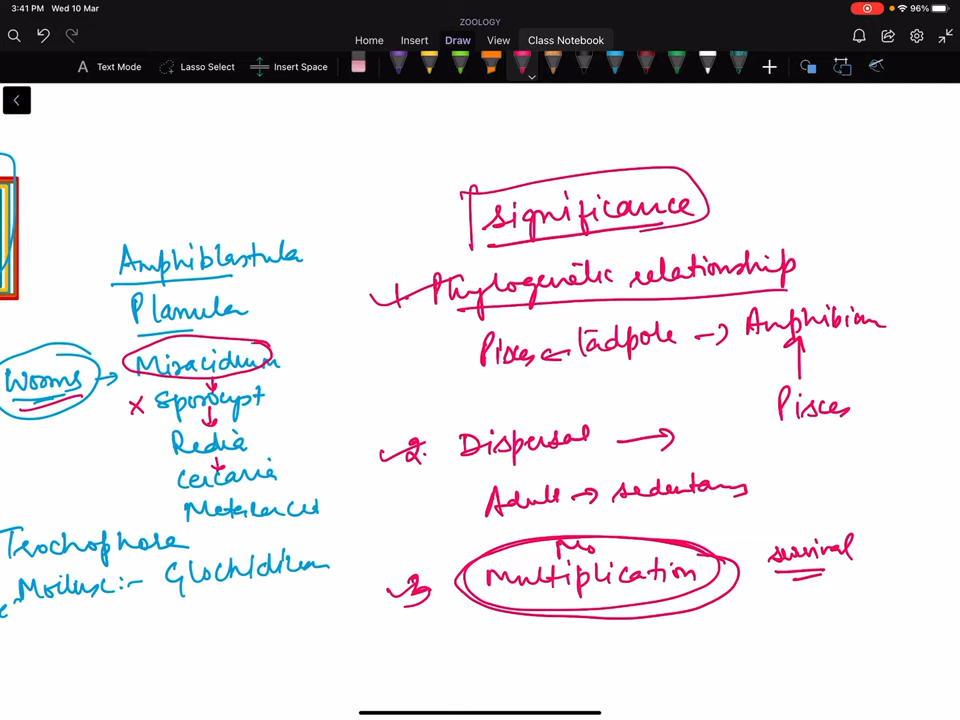 3:41 PM Wed 10 Mar
96%
ZOOLOGY
Home Insert Draw View Class Notebook
Text Mode Lasso Select Insert Space
significance
1. Phylogenetic relationship
Amphiblastula
Planula
Pisces ← Tadpole → Amphibian
Worms → Miracidium
× Sporocyst
Pisces
Redia
2. Dispersal →
Cercaria
Adult → sedentary
Trochophore
Mollusc:- Glochidium
3 Multiplication
survival